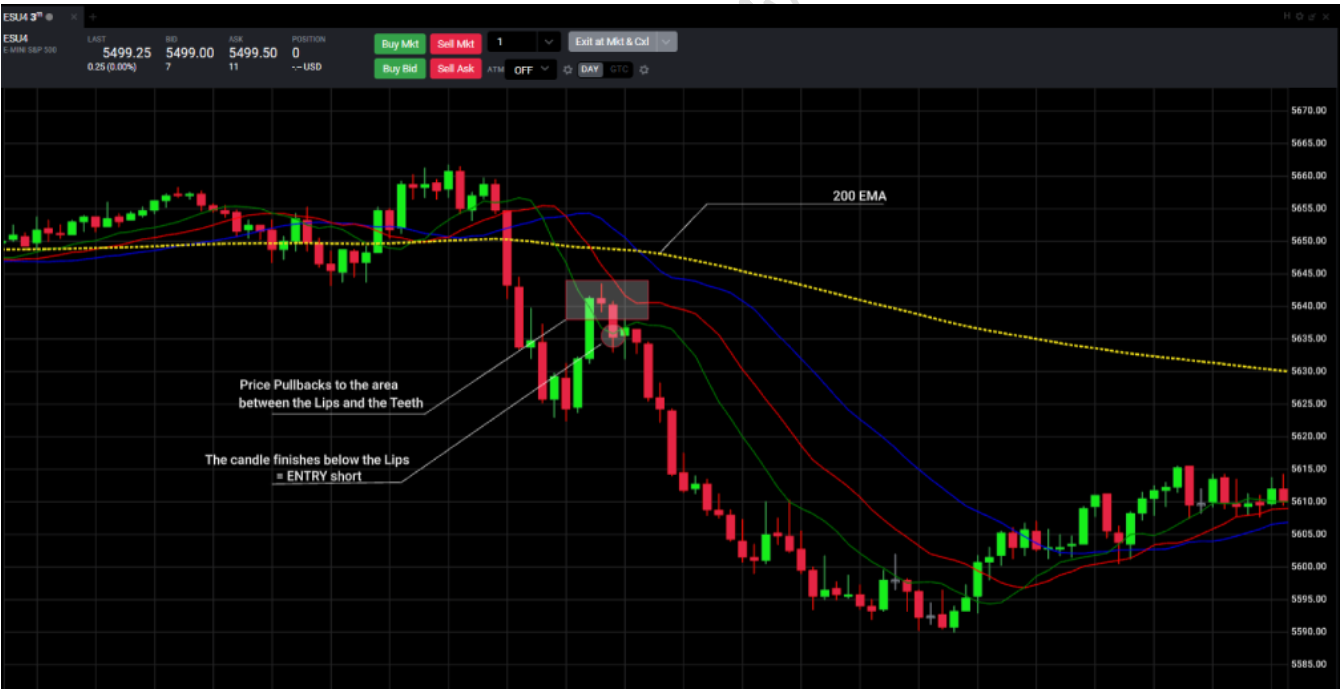 ESU4 3m
H
ESU4
E-MINI S&P 500
LAST
5499.25
0.25 (0.00%)
BID
5499.00
7
ASK
5499.50
11
POSITION
0
-.-- USD
Buy Mkt
Sell Mkt
1
Exit at Mkt & Cxl
Buy Bid
Sell Ask
ATM
OFF
DAY
GTC
5670.00
5665.00
5660.00
200 EMA
5655.00
5650.00
5645.00
5640.00
5635.00
5630.00
Price Pullbacks to the area
between the Lips and the Teeth
5625.00
5620.00
The candle finishes below the Lips
= ENTRY short
5615.00
5610.00
5605.00
5600.00
5595.00
5590.00
5585.00